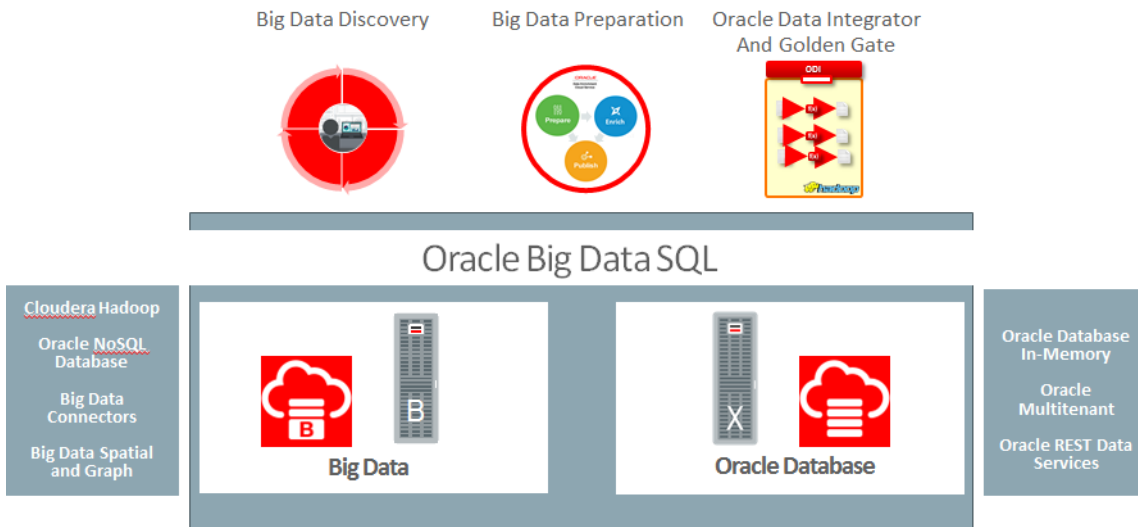 Big Data Discovery
Big Data Preparation
Oracle Data Integrator
And Golden Gate
ORACLE
Prepare
Enrich
Publish
ODI
f(x)
f(x)
f(x)
hadoop
Oracle Big Data SQL
Cloudera Hadoop
Oracle NoSQL
Database
Big Data
Connectors
Big Data Spatial
and Graph
B
B
Big Data
X
Oracle Database
Oracle Database
In-Memory
Oracle
Multitenant
Oracle REST Data
Services